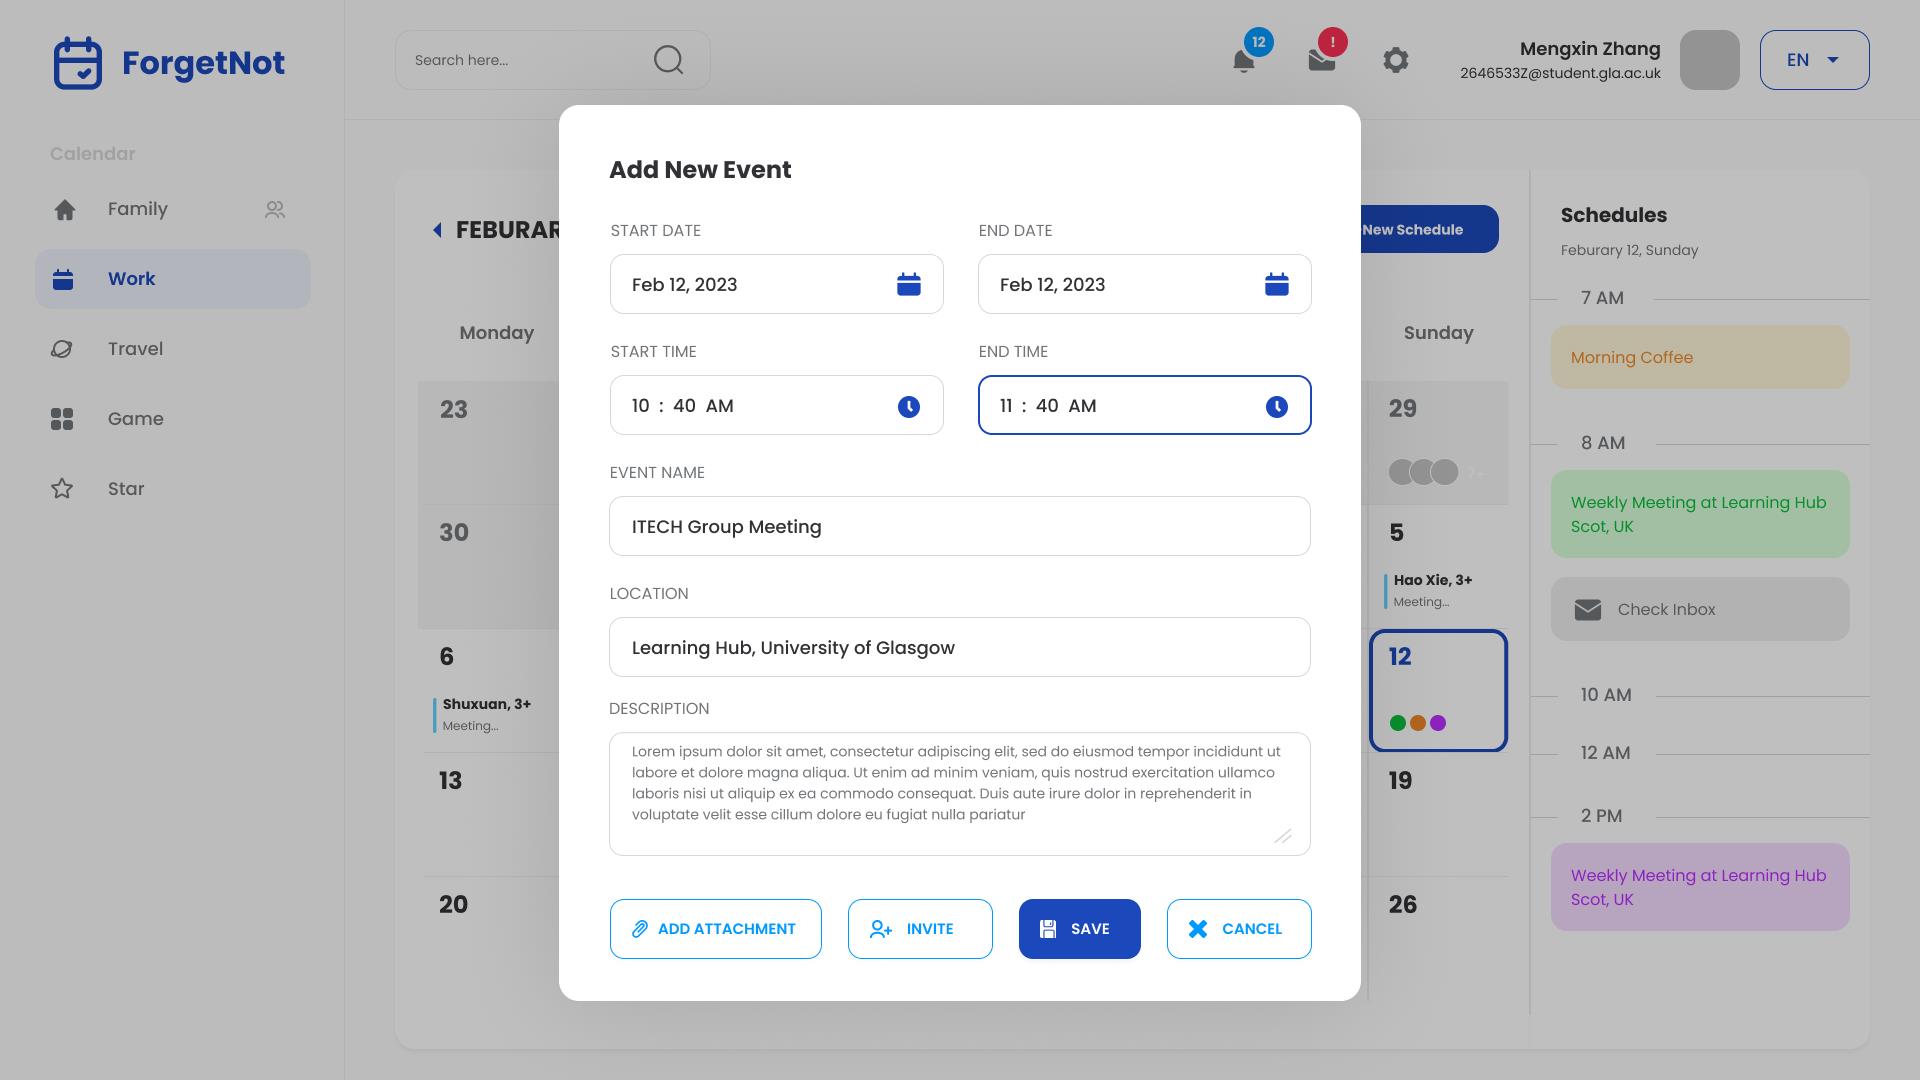 ForgetNot
Search here...
12
!
Mengxin Zhang
2646533Z@student.gla.ac.uk
EN
Calendar
Family
Work
Travel
Game
Star
FEBURAR
New Schedule
Monday
Sunday
23
29
2+
30
5
Hao Xie, 3+
Meeting...
6
Shuxuan, 3+
Meeting...
12
13
19
20
26
Add New Event
START DATE
END DATE
Feb 12, 2023
Feb 12, 2023
START TIME
END TIME
10 : 40 AM
11 : 40 AM
EVENT NAME
ITECH Group Meeting
LOCATION
Learning Hub, University of Glasgow
DESCRIPTION
Lorem ipsum dolor sit amet, consectetur adipiscing elit, sed do eiusmod tempor incididunt ut
labore et dolore magna aliqua. Ut enim ad minim veniam, quis nostrud exercitation ullamco
laboris nisi ut aliquip ex ea commodo consequat. Duis aute irure dolor in reprehenderit in
voluptate velit esse cillum dolore eu fugiat nulla pariatur
ADD ATTACHMENT
INVITE
SAVE
CANCEL
Schedules
Feburary 12, Sunday
7 AM
Morning Coffee
8 AM
Weekly Meeting at Learning Hub
Scot, UK
Check Inbox
10 AM
12 AM
2 PM
Weekly Meeting at Learning Hub
Scot, UK